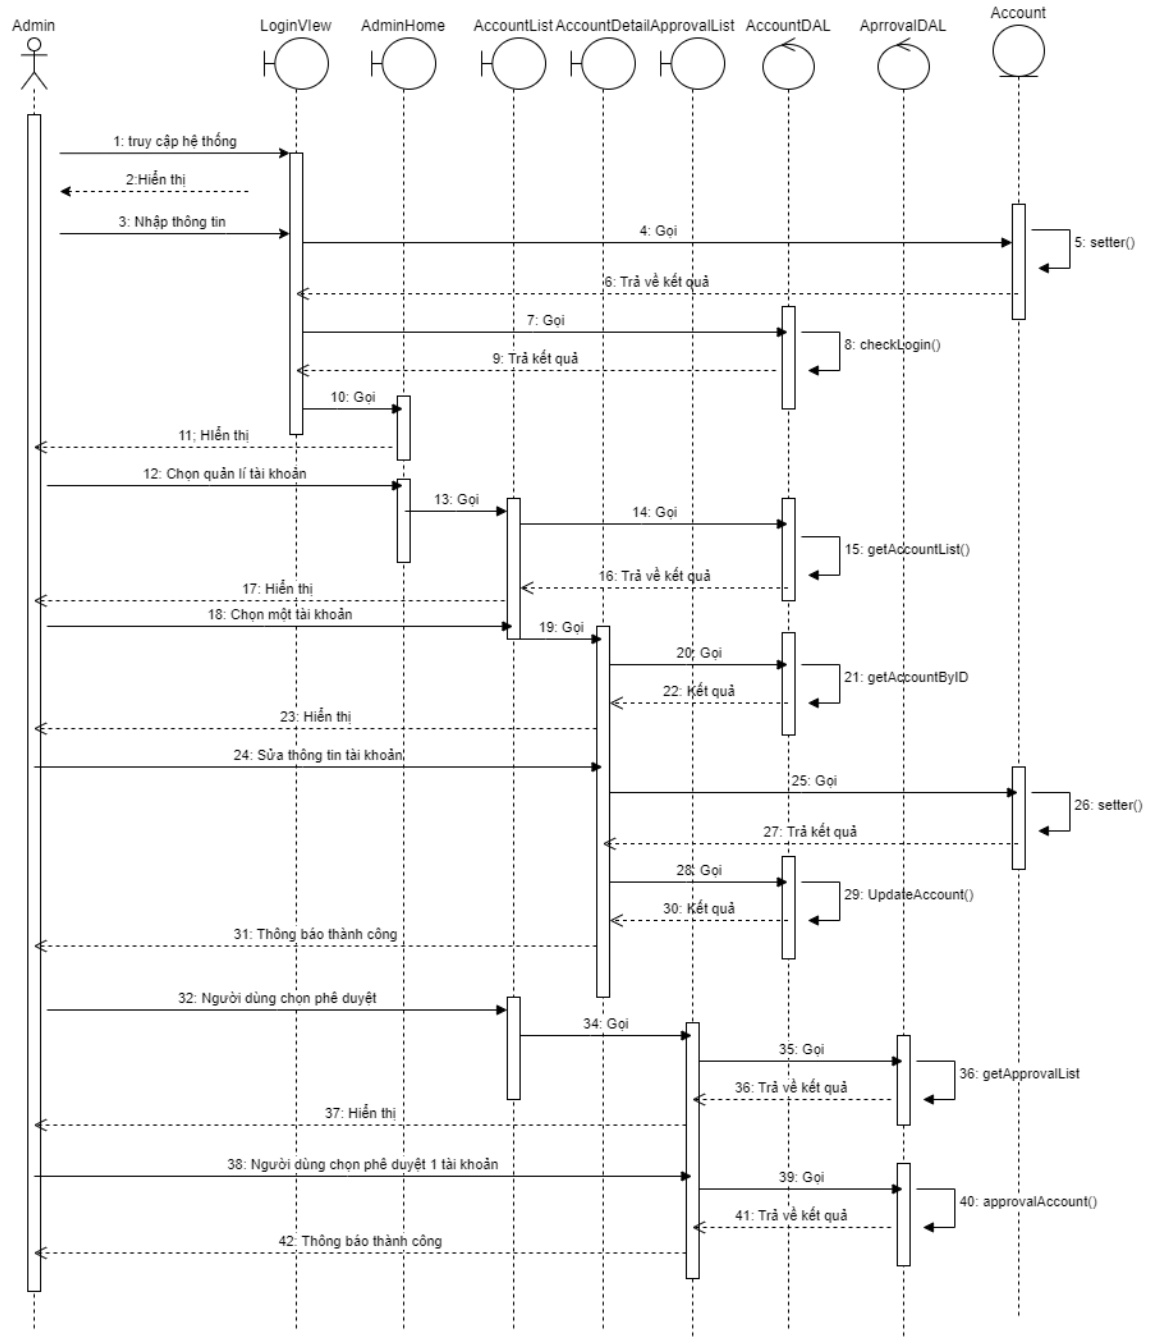 Admin
LoginVIew
AdminHome
AccountList
AccountDetail
ApprovalList
AccountDAL
AprrovalDAL
Account
1: truy cập hệ thống
2:Hiển thị
3: Nhập thông tin
4: Gọi
5: setter()
6: Trả về kết quả
7: Gọi
8: checkLogin()
9: Trả kết quả
10: Gọi
11; HIển thị
12: Chọn quản lí tài khoản
13: Gọi
14: Gọi
15: getAccountList()
16: Trả về kết quả
17: Hiển thị
18: Chọn một tài khoản
19: Gọi
20; Gọi
21: getAccountByID
22: Kết quả
23: Hiển thị
24: Sửa thông tin tài khoản
25: Gọi
26: setter()
27: Trả kết quả
28: Gọi
29: UpdateAccount()
30: Kết quả
31: Thông báo thành công
32: Người dùng chọn phê duyệt
34: Gọi
35: Gọi
36: getApprovalList
36: Trả về kết quả
37: Hiển thị
38: Người dùng chọn phê duyệt 1 tài khoản
39: Gọi
40: approvalAccount()
41: Trả về kết quả
42: Thông báo thành công